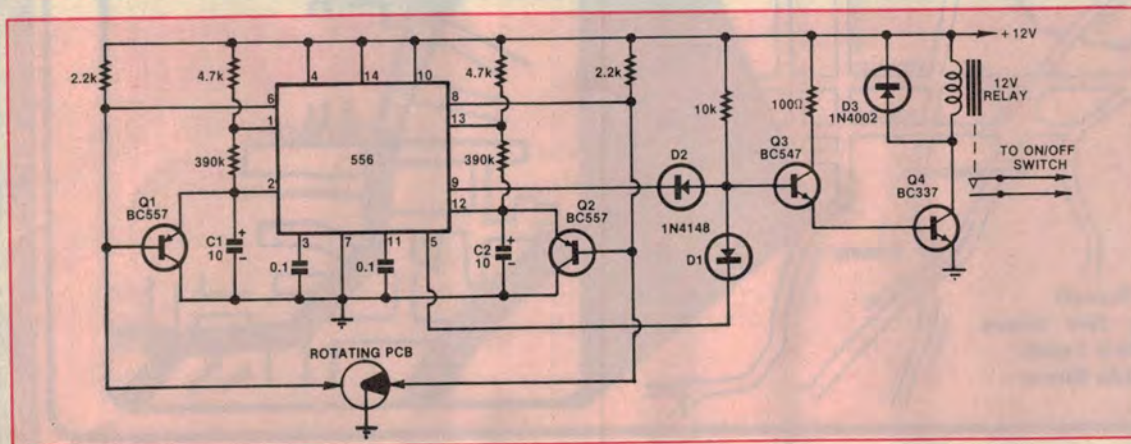 + 12V
2.2k
4.7k
4
14
10
4.7k
2.2k
6
8
1
13
10k
100Ω
D3
1N4002
12V
RELAY
390k
556
390k
Q3
BC547
TO ON/OFF
SWITCH
D2
2
9
12
Q4
BC337
Q1
BC557
Q2
BC557
1N4148
C1
10
+
−
3
7
11
5
C2
10
+
−
D1
0.1
0.1
ROTATING PCB